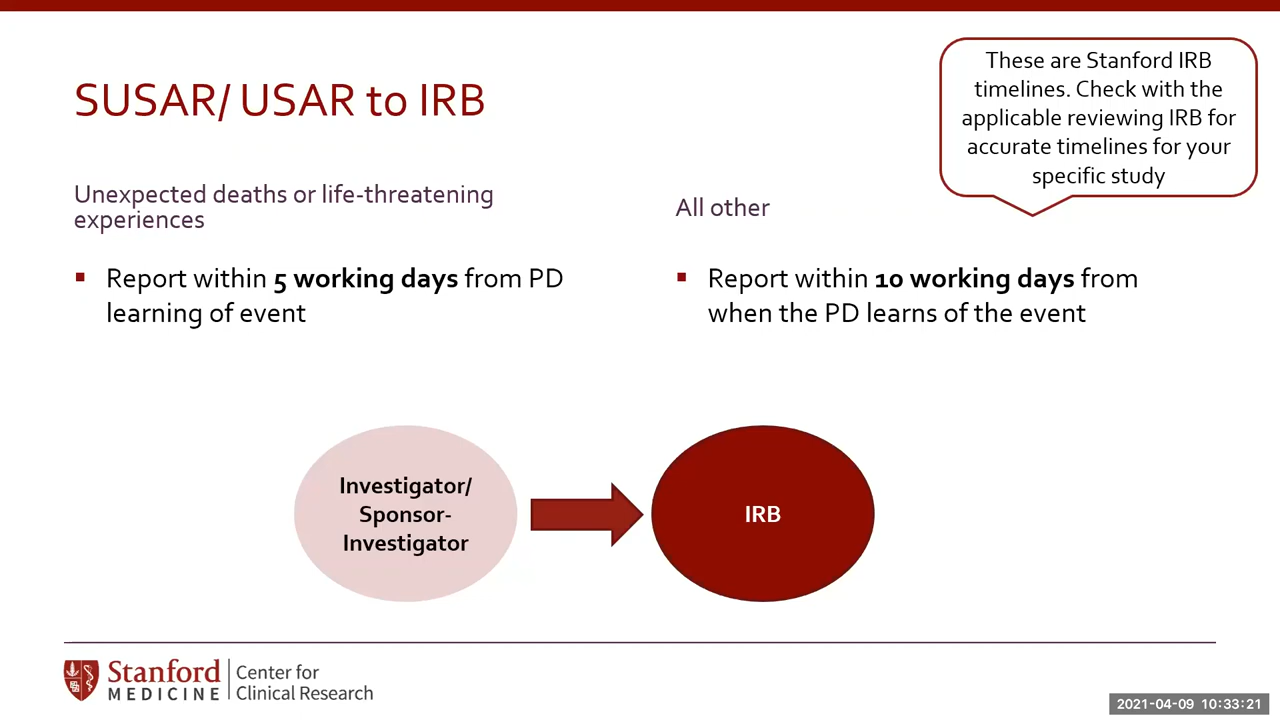 These are Stanford IRB
timelines. Check with the
applicable reviewing IRB for
accurate timelines for your
specific study
SUSAR/ USAR to IRB
Unexpected deaths or life-threatening
experiences
▪ Report within 5 working days from PD
learning of event
All other
▪ Report within 10 working days from
when the PD learns of the event
Investigator/
Sponsor-
Investigator
IRB
Stanford
MEDICINE
Center for
Clinical Research
2021-04-09 10:33:21